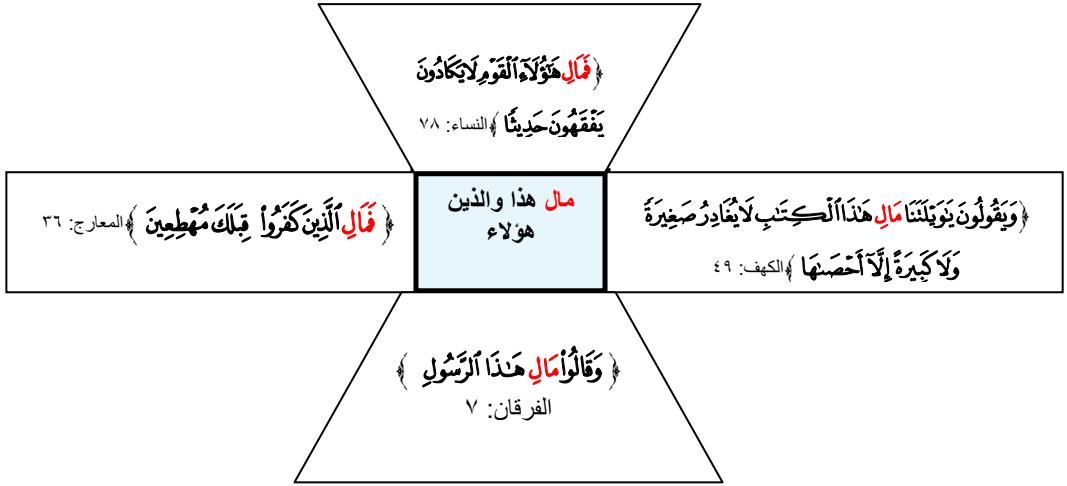 ﴿فَمَالِ هَٰٓؤُلَآءِ ٱلْقَوْمِ لَا يَكَادُونَ
يَفْقَهُونَ حَدِيثًا﴾ النساء: ٧٨
مال هذا والذين
هؤلاء
﴿وَيَقُولُونَ يَٰوَيْلَتَنَا مَالِ هَٰذَا ٱلْكِتَٰبِ لَا يُغَادِرُ صَغِيرَةً
وَلَا كَبِيرَةً إِلَّآ أَحْصَىٰهَا﴾ الكهف: ٤٩
﴿فَمَالِ ٱلَّذِينَ كَفَرُوا۟ قِبَلَكَ مُهْطِعِينَ﴾ المعارج: ٣٦
﴿وَقَالُوا۟ مَالِ هَٰذَا ٱلرَّسُولِ﴾
الفرقان: ٧